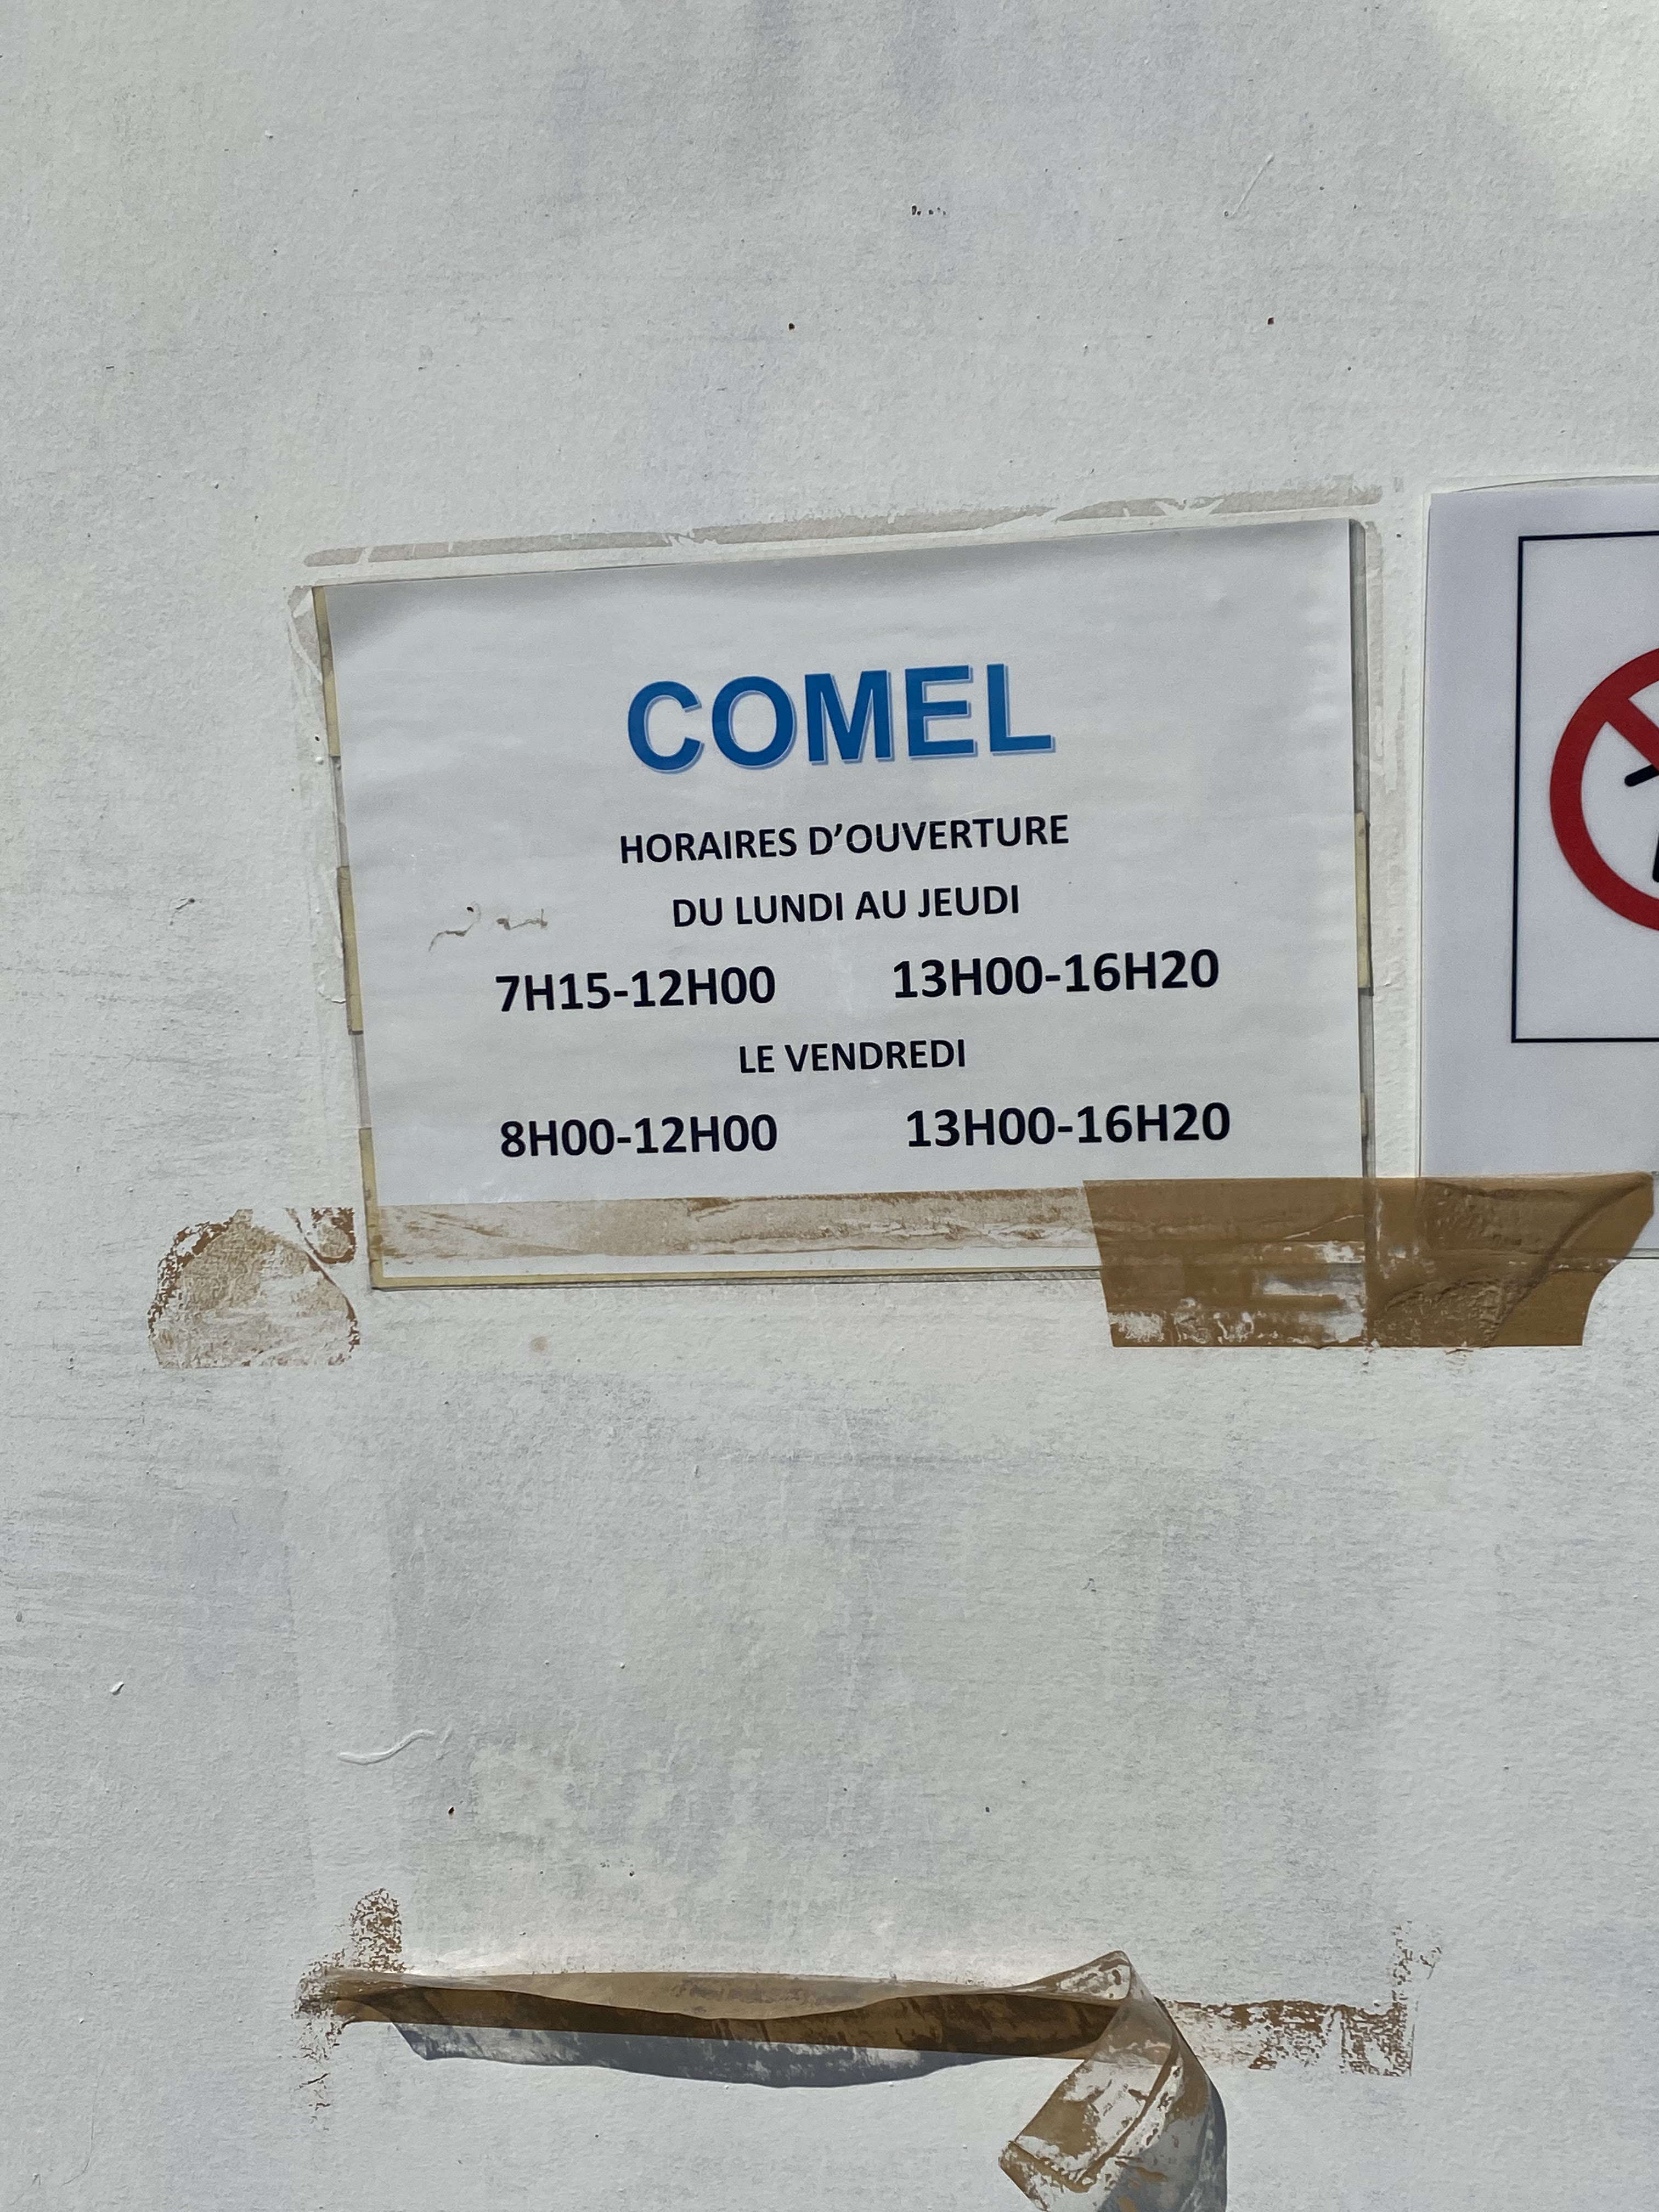 COMEL
HORAIRES D'OUVERTURE
DU LUNDI AU JEUDI
7H15-12H00 13H00-16H20
LE VENDREDI
8H00-12H00 13H00-16H20